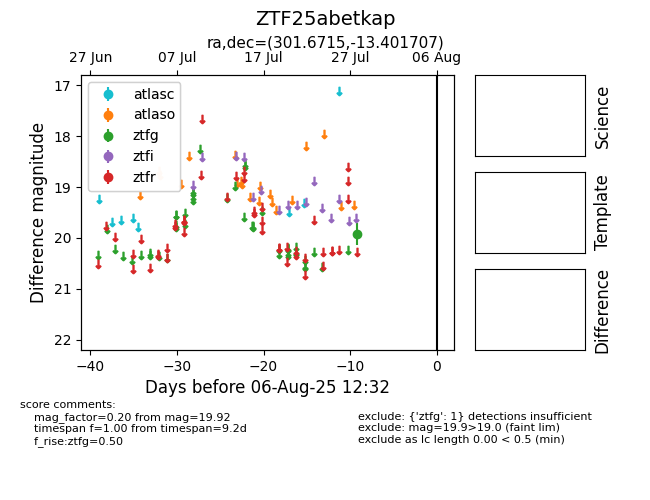 ZTF25abetkap
ra,dec=(301.6715,-13.401707)
27 Jun 07 Jul 17 Jul 27 Jul 06 Aug
17
18
19
20
21
22
Difference magnitude
atlasc
atlaso
ztfg
ztfi
ztfr
−40 −30 −20 −10 0
Days before 06-Aug-25 12:32
Science
Template
Difference
score comments:
mag_factor=0.20 from mag=19.92
timespan f=1.00 from timespan=9.2d
f_rise:ztfg=0.50
exclude: {'ztfg': 1} detections insufficient
exclude: mag=19.9>19.0 (faint lim)
exclude as lc length 0.00 < 0.5 (min)